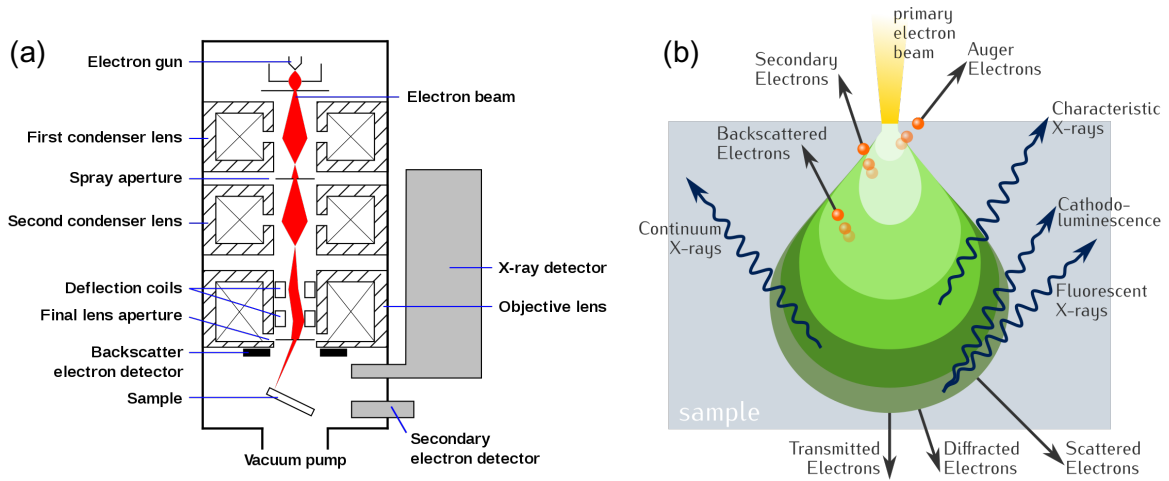 (a)
Electron gun
Electron beam
First condenser lens
Spray aperture
Second condenser lens
X-ray detector
Deflection coils
Objective lens
Final lens aperture
Backscatter
electron detector
Sample
Secondary
electron detector
Vacuum pump
(b)
primary
electron
beam
Secondary
Electrons
Auger
Electrons
Backscattered
Electrons
Characteristic
X-rays
Continuum
X-rays
Cathodo-
luminescence
Fluorescent
X-rays
sample
Transmitted
Electrons
Diffracted
Electrons
Scattered
Electrons